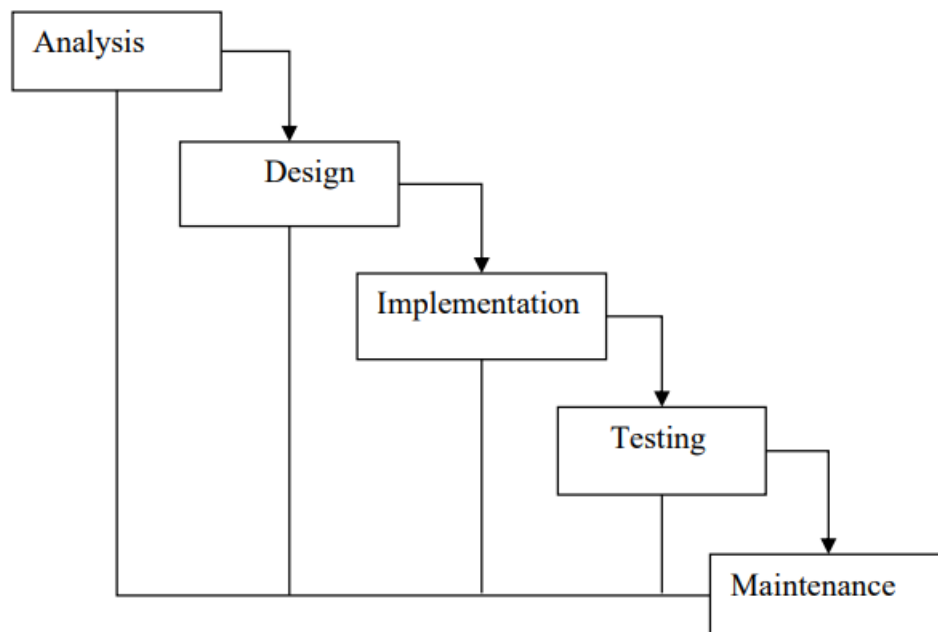 Analysis
Design
Implementation
Testing
Maintenance